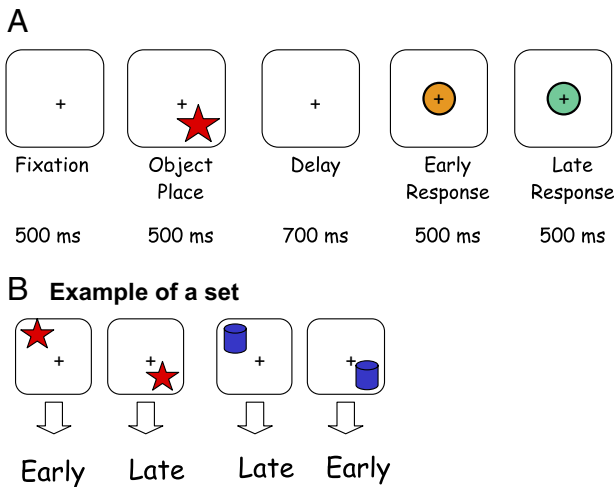 A
Fixation
Object
Place
Delay
Early
Response
Late
Response
500 ms
500 ms
700 ms
500 ms
500 ms
B Example of a set
Early
Late
Late
Early